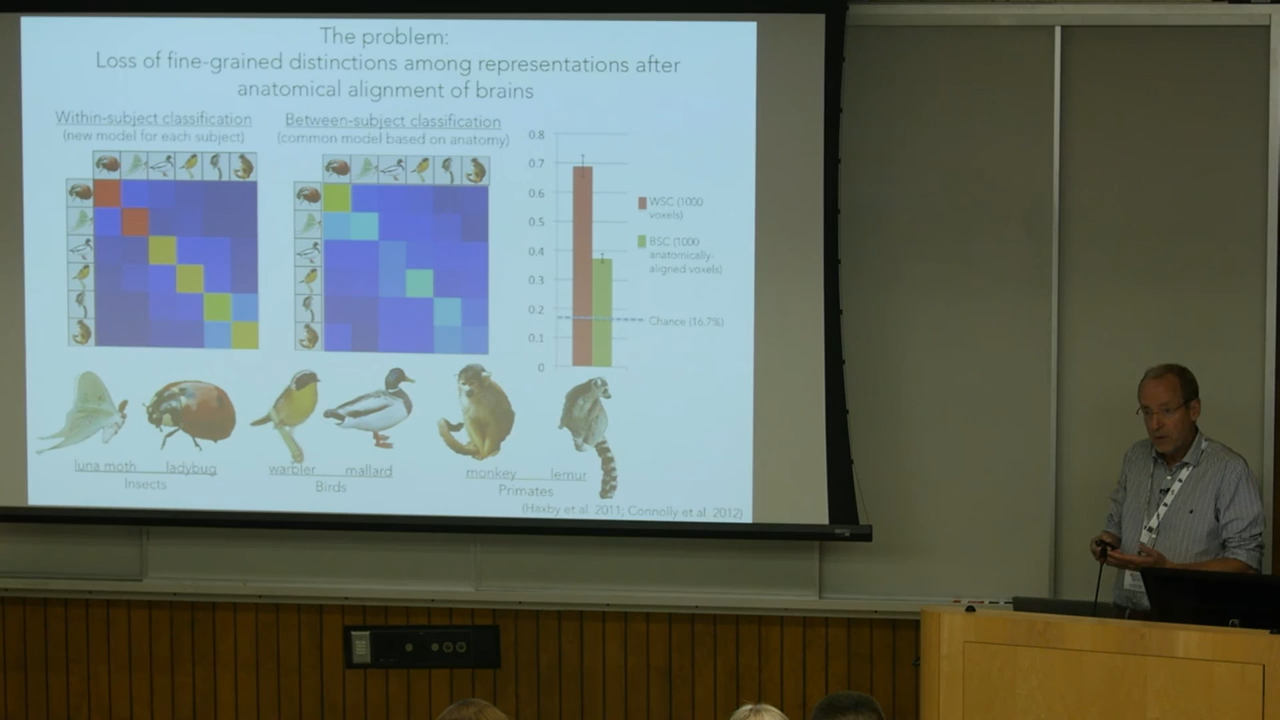 The problem:
Loss of fine-grained distinctions among representations after
anatomical alignment of brains
Within-subject classification
(new model for each subject)
Between-subject classification
(common model based on anatomy)
0.8
0.7
0.6
0.5
0.4
0.3
0.2
0.1
0
WSC (1000
voxels)
BSC (1000
anatomically-
aligned voxels)
Chance (16.7%)
luna moth ladybug
Insects
warbler mallard
Birds
monkey lemur
Primates
(Haxby et al. 2011; Connolly et al. 2012)